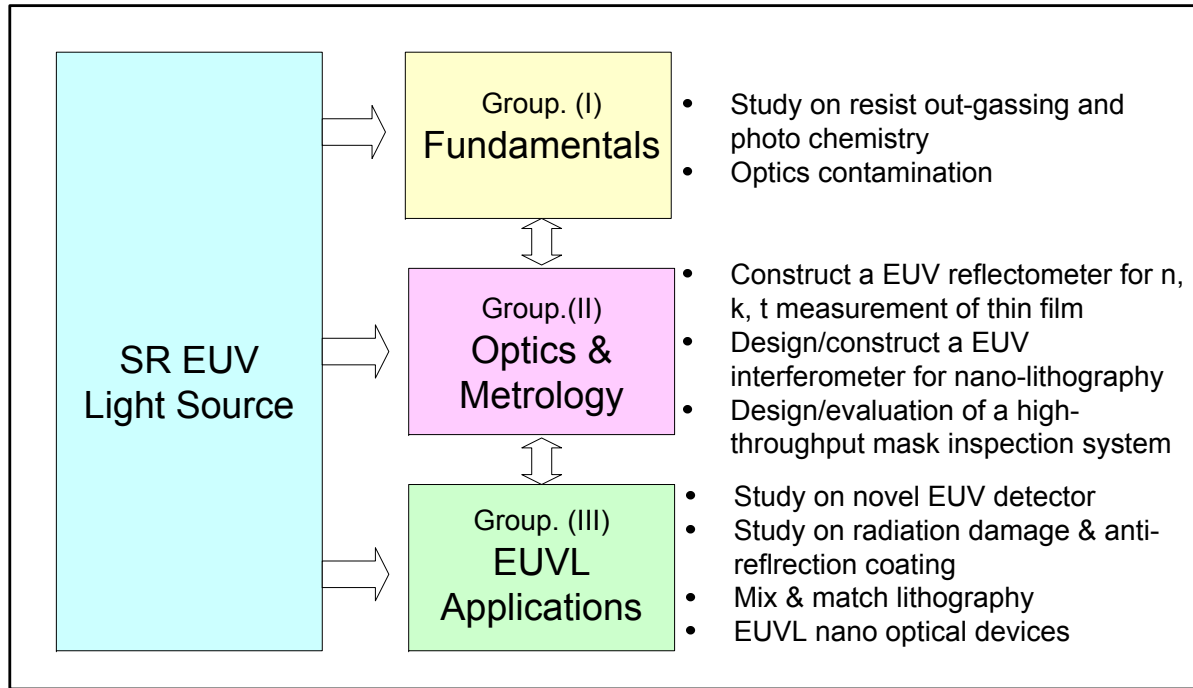 SR EUV
Light Source
Group. (I)
Fundamentals
• Study on resist out-gassing and
photo chemistry
• Optics contamination
Group.(II)
Optics &
Metrology
• Construct a EUV reflectometer for n,
k, t measurement of thin film
• Design/construct a EUV
interferometer for nano-lithography
• Design/evaluation of a high-
throughput mask inspection system
Group. (III)
EUVL
Applications
• Study on novel EUV detector
• Study on radiation damage & anti-
reflrection coating
• Mix & match lithography
• EUVL nano optical devices